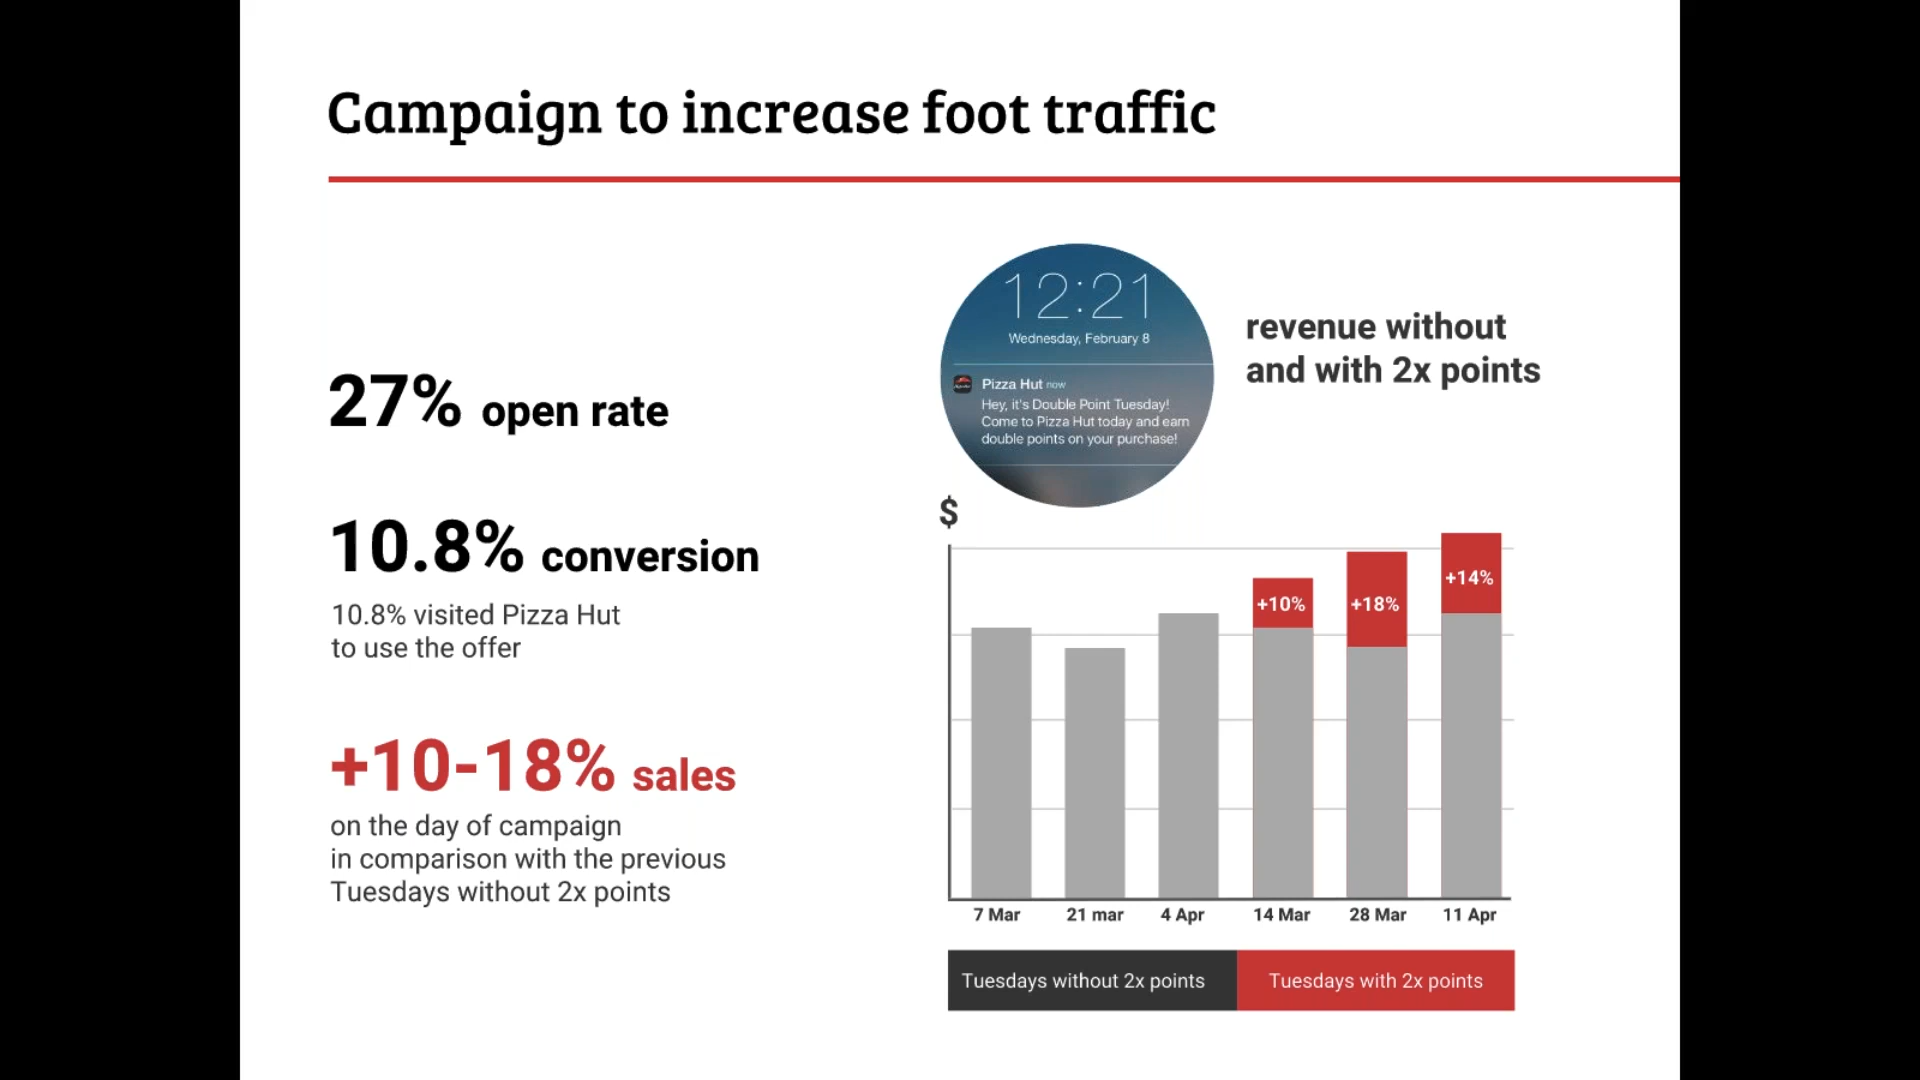 Campaign to increase foot traffic
27% open rate
10.8% conversion
10.8% visited Pizza Hut
to use the offer
+10-18% sales
on the day of campaign
in comparison with the previous
Tuesdays without 2x points
12:21
Wednesday, February 8
Pizza Hut now
Hey, it's Double Point Tuesday!
Come to Pizza Hut today and earn
double points on your purchase!
revenue without
and with 2x points
$
+10%
+18%
+14%
7 Mar
21 mar
4 Apr
14 Mar
28 Mar
11 Apr
Tuesdays without 2x points
Tuesdays with 2x points